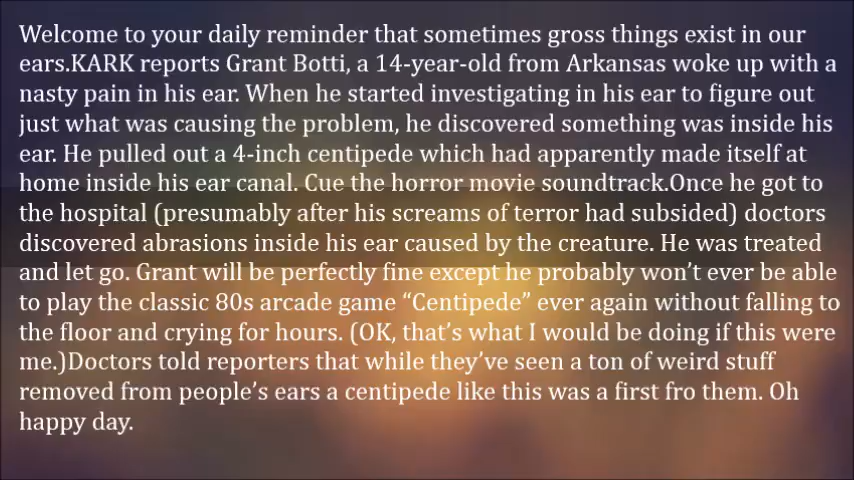 Welcome to your daily reminder that sometimes gross things exist in our
ears.KARK reports Grant Botti, a 14-year-old from Arkansas woke up with a
nasty pain in his ear. When he started investigating in his ear to figure out
just what was causing the problem, he discovered something was inside his
ear. He pulled out a 4-inch centipede which had apparently made itself at
home inside his ear canal. Cue the horror movie soundtrack.Once he got to
the hospital (presumably after his screams of terror had subsided) doctors
discovered abrasions inside his ear caused by the creature. He was treated
and let go. Grant will be perfectly fine except he probably won’t ever be able
to play the classic 80s arcade game “Centipede” ever again without falling to
the floor and crying for hours. (OK, that’s what I would be doing if this were
me.)Doctors told reporters that while they’ve seen a ton of weird stuff
removed from people’s ears a centipede like this was a first fro them. Oh
happy day.